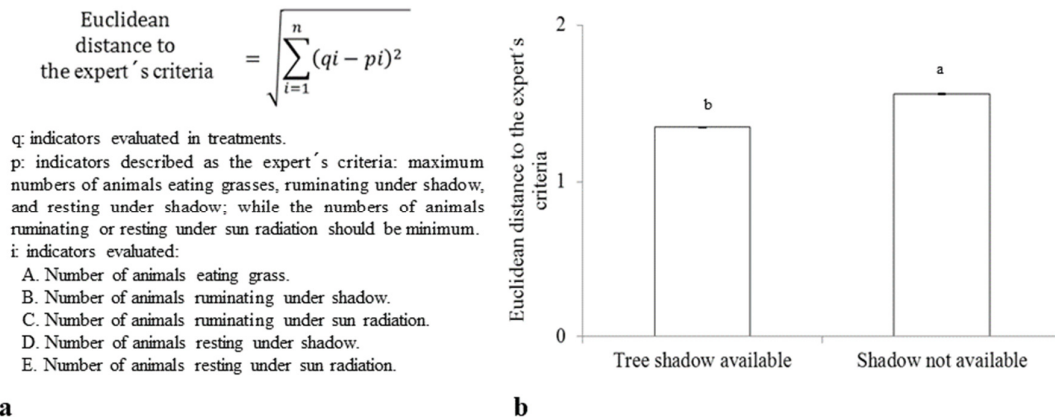 Euclidean
distance to
the expert´s criteria = √∑(qi − pi)²
n
i=1
q: indicators evaluated in treatments.
p: indicators described as the expert´s criteria: maximum
numbers of animals eating grasses, ruminating under shadow,
and resting under shadow; while the numbers of animals
ruminating or resting under sun radiation should be minimum.
i: indicators evaluated:
A. Number of animals eating grass.
B. Number of animals ruminating under shadow.
C. Number of animals ruminating under sun radiation.
D. Number of animals resting under shadow.
E. Number of animals resting under sun radiation.
a
Euclidean distance to the expert´s
criteria
2
1
0
b
a
Tree shadow available
Shadow not available
b